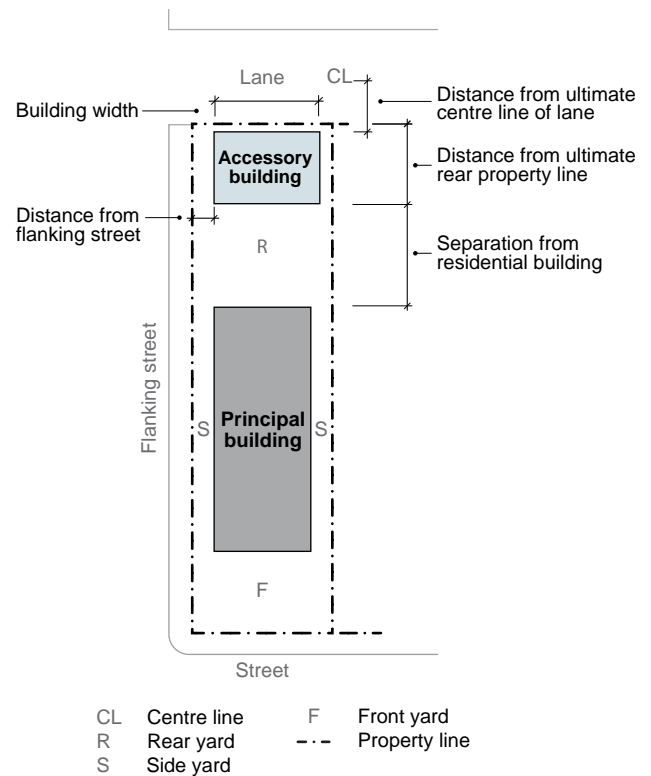 Lane
CL
Building width
Distance from ultimate
centre line of lane
Accessory
building
Distance from ultimate
rear property line
Distance from
flanking street
R
Separation from
residential building
Flanking street
S
Principal
building
S
F
Street
CL Centre line
R Rear yard
S Side yard
F Front yard
Property line